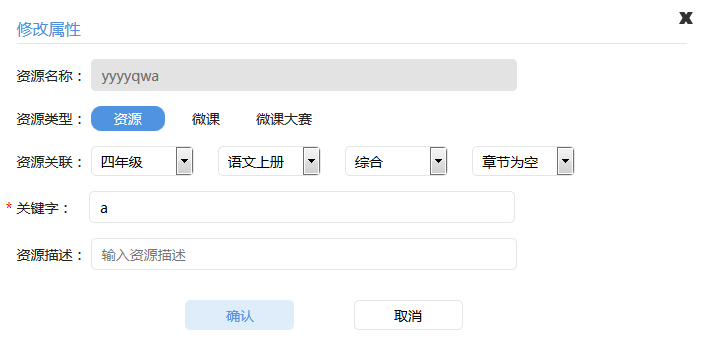 修改属性
资源名称： yyyyqwa
资源类型： 资源 微课 微课大赛
资源关联： 四年级 语文上册 综合 章节为空
* 关键字： a
资源描述： 输入资源描述
确认 取消